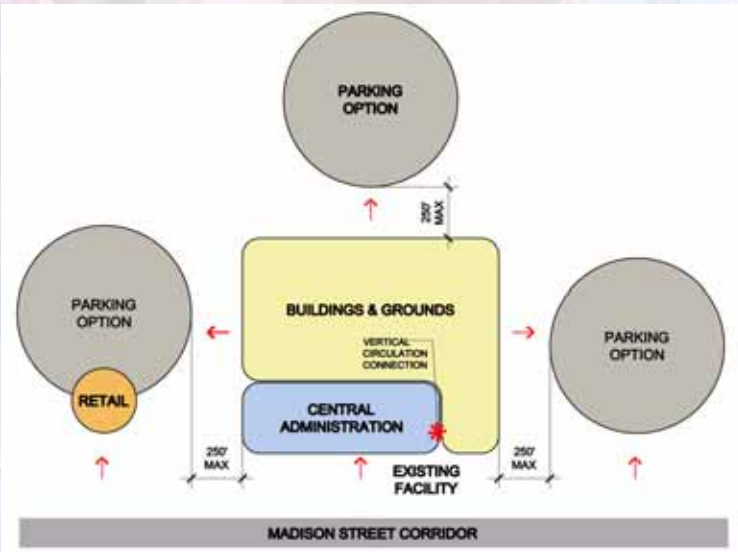 PARKING
OPTION
250'
MAX
PARKING
OPTION
BUILDINGS & GROUNDS
VERTICAL
CIRCULATION
CONNECTION
PARKING
OPTION
RETAIL
CENTRAL
ADMINISTRATION
250'
MAX
EXISTING
FACILITY
250'
MAX
MADISON STREET CORRIDOR